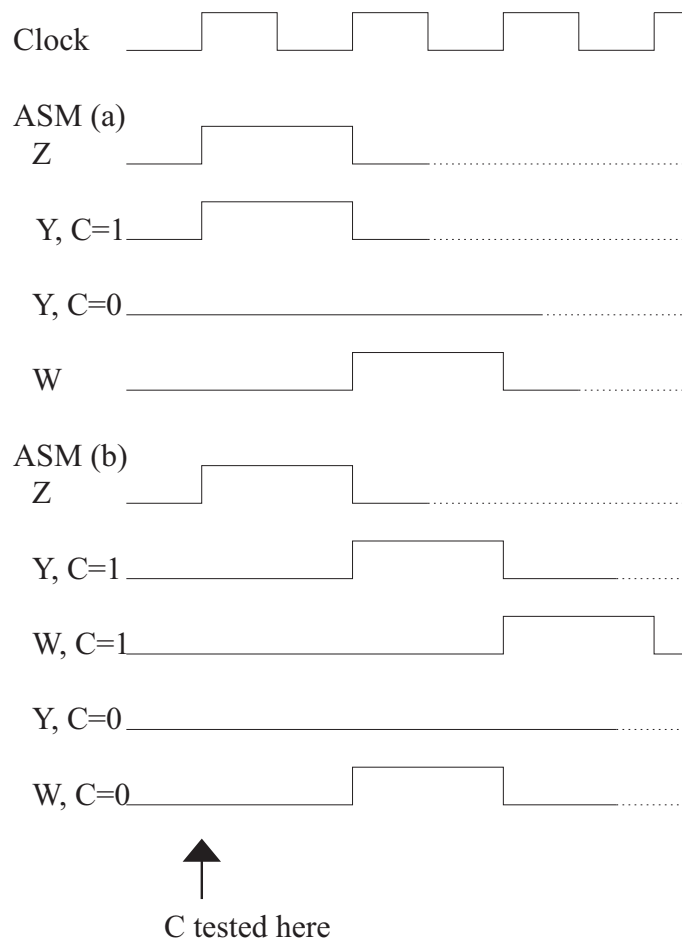 Clock
ASM (a)
Z
Y, C=1
Y, C=0
W
ASM (b)
Z
Y, C=1
W, C=1
Y, C=0
W, C=0
C tested here